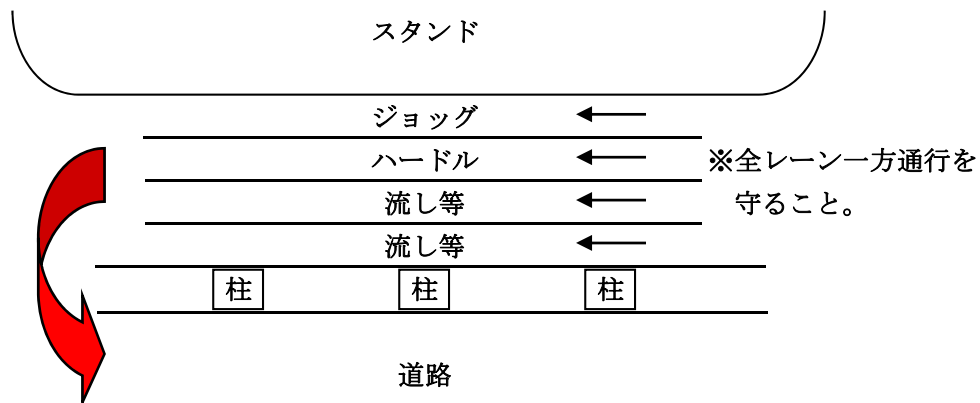 スタンド
ジョッグ
ハードル
※全レーン一方通行を
守ること。
流し等
流し等
柱 柱 柱
道路